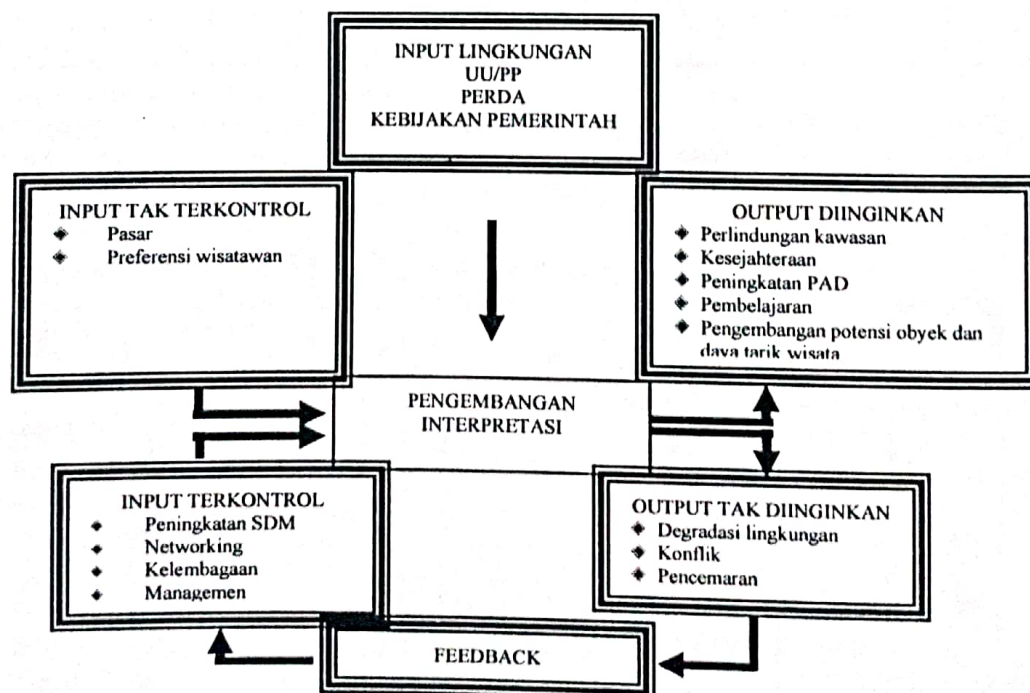 INPUT LINGKUNGAN
UU/PP
PERDA
KEBIJAKAN PEMERINTAH
INPUT TAK TERKONTROL
Pasar
Preferensi wisatawan
OUTPUT DIINGINKAN
Perlindungan kawasan
Kesejahteraan
Peningkatan PAD
Pembelajaran
Pengembangan potensi obyek dan
daya tarik wisata
PENGEMBANGAN
INTERPRETASI
INPUT TERKONTROL
Peningkatan SDM
Networking
Kelembagaan
Managemen
OUTPUT TAK DIINGINKAN
Degradasi lingkungan
Konflik
Pencemaran
FEEDBACK